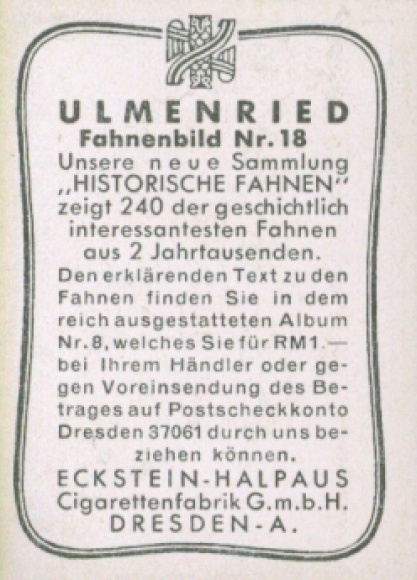 ULMENRIED
Fahnenbild Nr. 18
Unsere neue Sammlung
„HISTORISCHE FAHNEN“
zeigt 240 der geschichtlich
interessantesten Fahnen
aus 2 Jahrtausenden.
Den erklärenden Text zu den
Fahnen finden Sie in dem
reich ausgestatteten Album
Nr. 8, welches Sie für RM 1.—
bei Ihrem Händler oder ge-
gen Voreinsendung des Be-
trages auf Postscheckkonto
Dresden 37061 durch uns be-
ziehen können.
ECKSTEIN-HALPAUS
Cigarettenfabrik G.m.b.H.
DRESDEN-A.